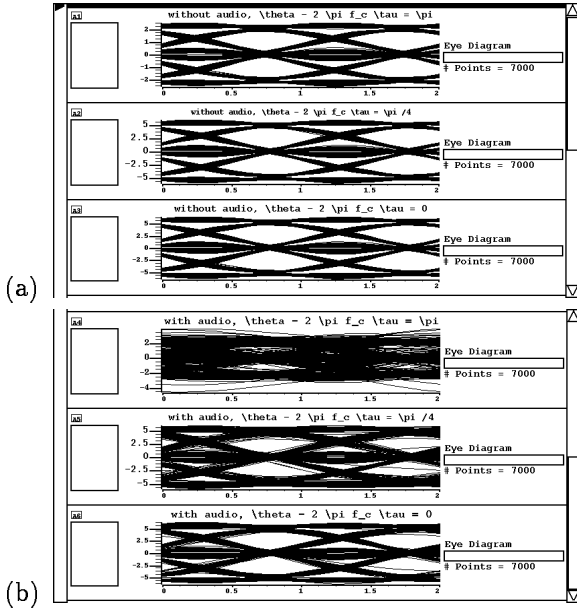 A1
without audio, \theta - 2 \pi f_c \tau = \pi
2
1
0
-1
-2
0.5
1
1.5
2
Eye Diagram
# Points = 7000
A2
without audio, \theta - 2 \pi f_c \tau = \pi /4
5
2.5
0
-2.5
-5
0.5
1
1.5
2
Eye Diagram
# Points = 7000
A3
without audio, \theta - 2 \pi f_c \tau = 0
5
2.5
0
-2.5
-5
0.5
1
1.5
2
Eye Diagram
# Points = 7000
(a)
A4
with audio, \theta - 2 \pi f_c \tau = \pi
2
0
-2
-4
0.5
1
1.5
2
Eye Diagram
# Points = 7000
A5
with audio, \theta - 2 \pi f_c \tau = \pi /4
5
2.5
0
-2.5
-5
0.5
1
1.5
2
Eye Diagram
# Points = 7000
A6
with audio, \theta - 2 \pi f_c \tau = 0
5
2.5
0
-2.5
-5
0.5
1
1.5
2
Eye Diagram
# Points = 7000
(b)